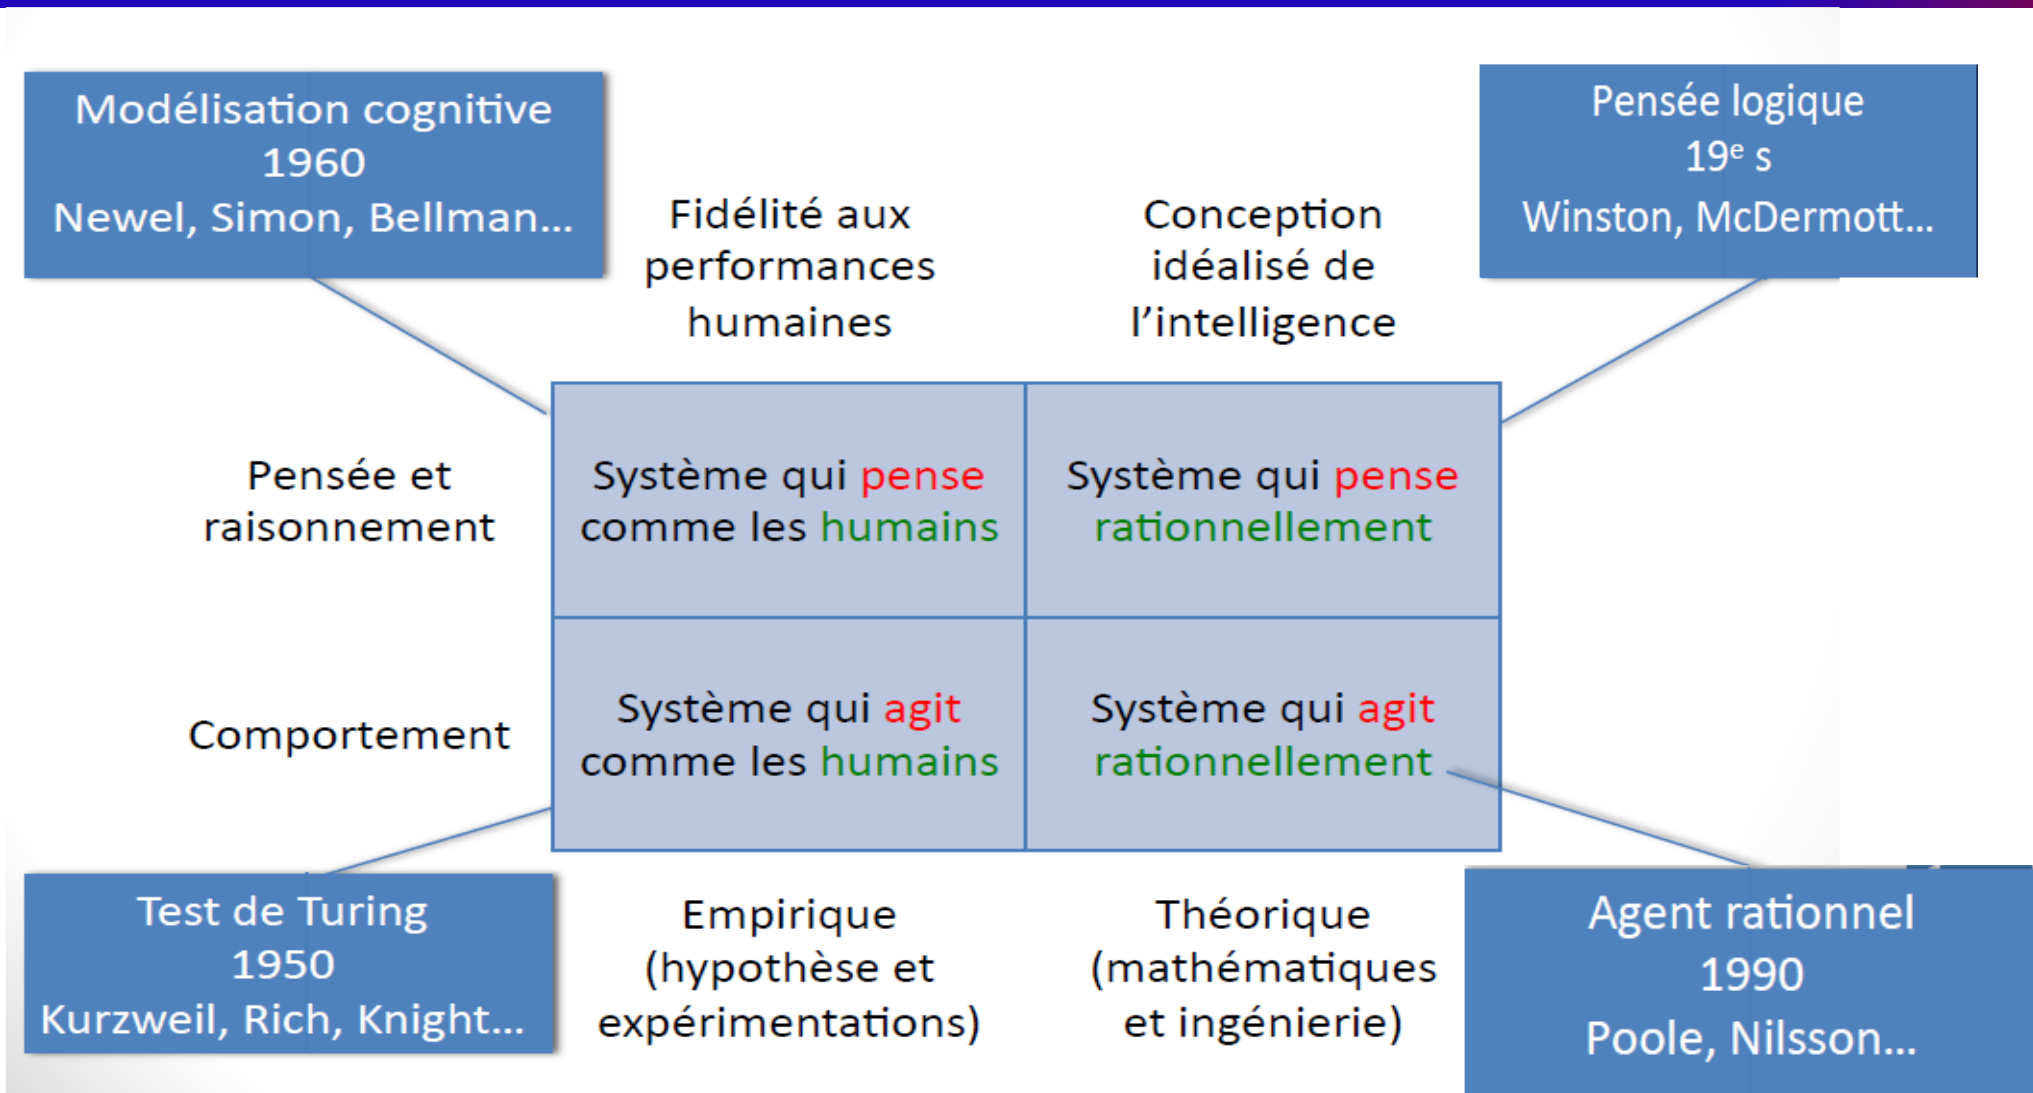 Modélisation cognitive
1960
Newel, Simon, Bellman...
Pensée logique
19e s
Winston, McDermott...
Fidélité aux
performances
humaines
Conception
idéalisé de
l'intelligence
Pensée et
raisonnement
Système qui pense
comme les humains
Système qui pense
rationnellement
Comportement
Système qui agit
comme les humains
Système qui agit
rationnellement
Test de Turing
1950
Kurzweil, Rich, Knight...
Empirique
(hypothèse et
expérimentations)
Théorique
(mathématiques
et ingénierie)
Agent rationnel
1990
Poole, Nilsson...